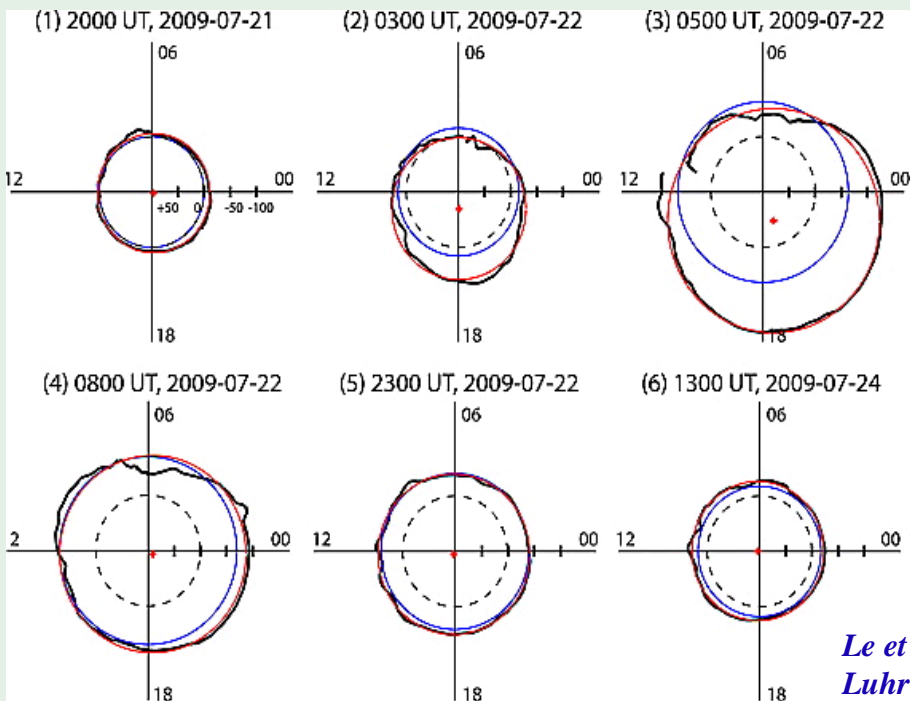 (1) 2000 UT, 2009-07-21
(2) 0300 UT, 2009-07-22
(3) 0500 UT, 2009-07-22
06
06
06
12
00
12
00
12
00
+50 0 -50 -100
18
18
18
(4) 0800 UT, 2009-07-22
(5) 2300 UT, 2009-07-22
(6) 1300 UT, 2009-07-24
06
06
06
2
00
12
00
12
00
18
18
18
Le et
Luhr